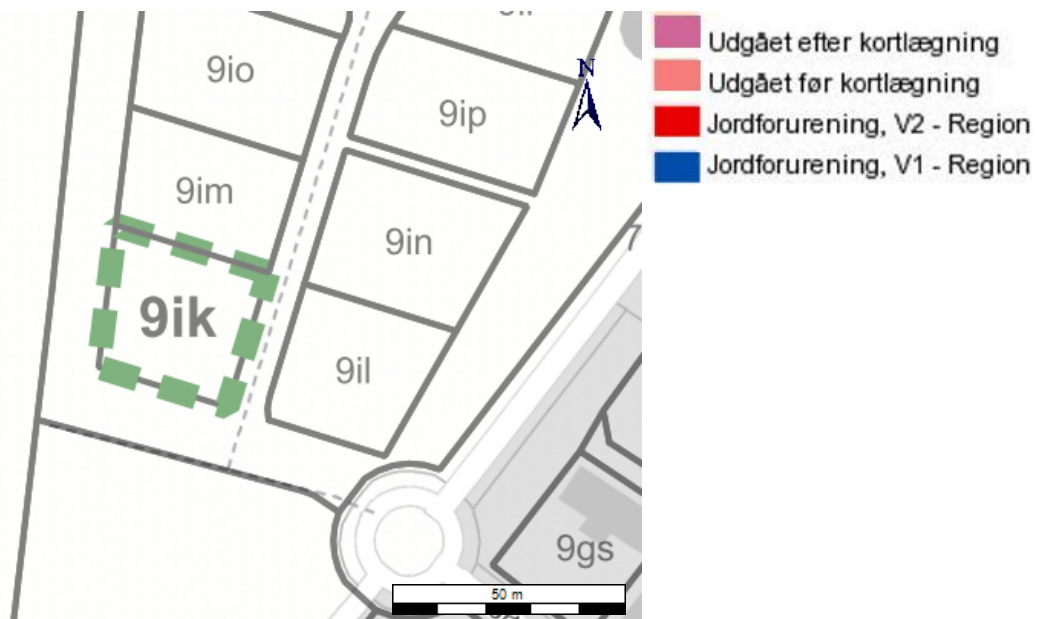 9io
9ip
N
9im
9in
9ik
9il
9gs
50 m
Udgået efter kortlægning
Udgået før kortlægning
Jordforurening, V2 - Region
Jordforurening, V1 - Region